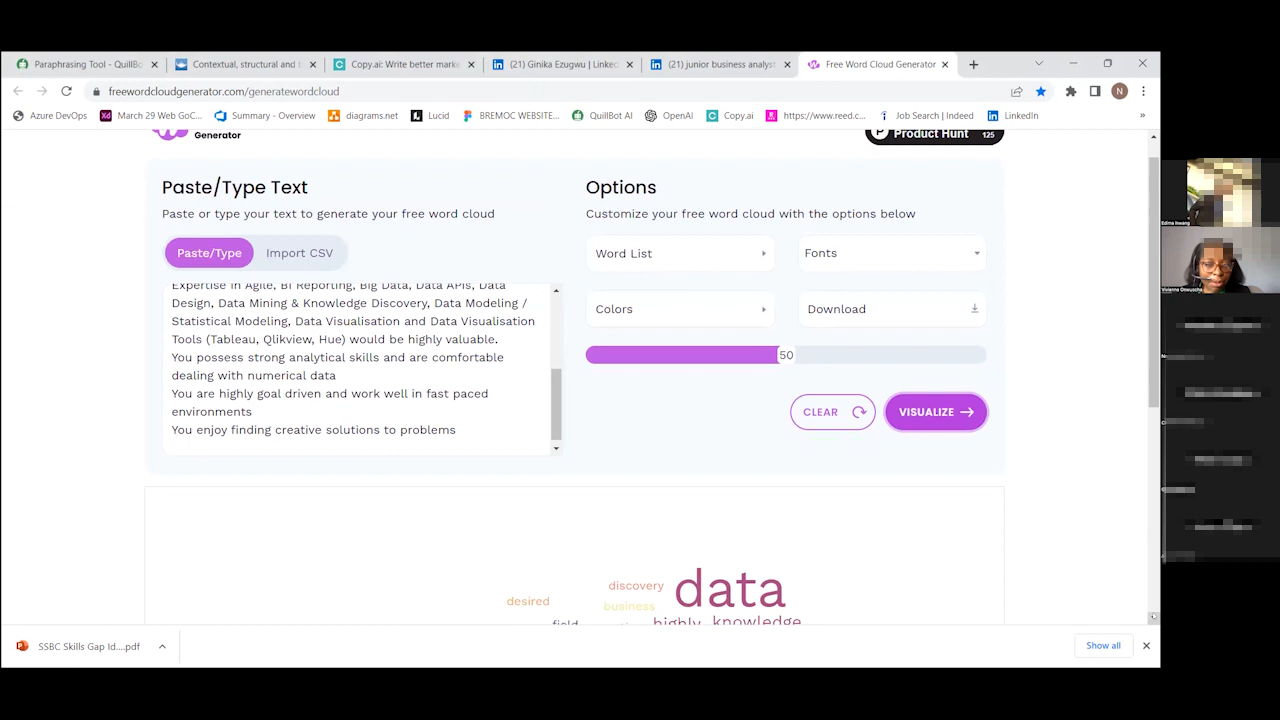 Paraphrasing Tool - QuillBot
Contextual, structural and
Copy.ai: Write better marke
(21) Ginika Ezugwu | Linked
(21) junior business analyst
Free Word Cloud Generator
freewordcloudgenerator.com/generatewordcloud
N
Azure DevOps
March 29 Web GoC...
Summary - Overview
diagrams.net
Lucid
BREMOC WEBSITE...
QuillBot AI
OpenAI
Copy.ai
https://www.reed.c...
Job Search | Indeed
LinkedIn
Generator
Product Hunt 125
Paste/Type Text
Paste or type your text to generate your free word cloud
Paste/Type
Import CSV
Expertise in Agile, BI Reporting, Big Data, Data APIs, Data
Design, Data Mining & Knowledge Discovery, Data Modeling /
Statistical Modeling, Data Visualisation and Data Visualisation
Tools (Tableau, Qlikview, Hue) would be highly valuable.
You possess strong analytical skills and are comfortable
dealing with numerical data
You are highly goal driven and work well in fast paced
environments
You enjoy finding creative solutions to problems
Options
Customize your free word cloud with the options below
Word List
Fonts
Colors
Download
50
CLEAR
VISUALIZE
discovery
data
desired
business
field
highly
knowledge
SSBC Skills Gap Id....pdf
Show all
Edima Nwang
Vivienne Onwuscha